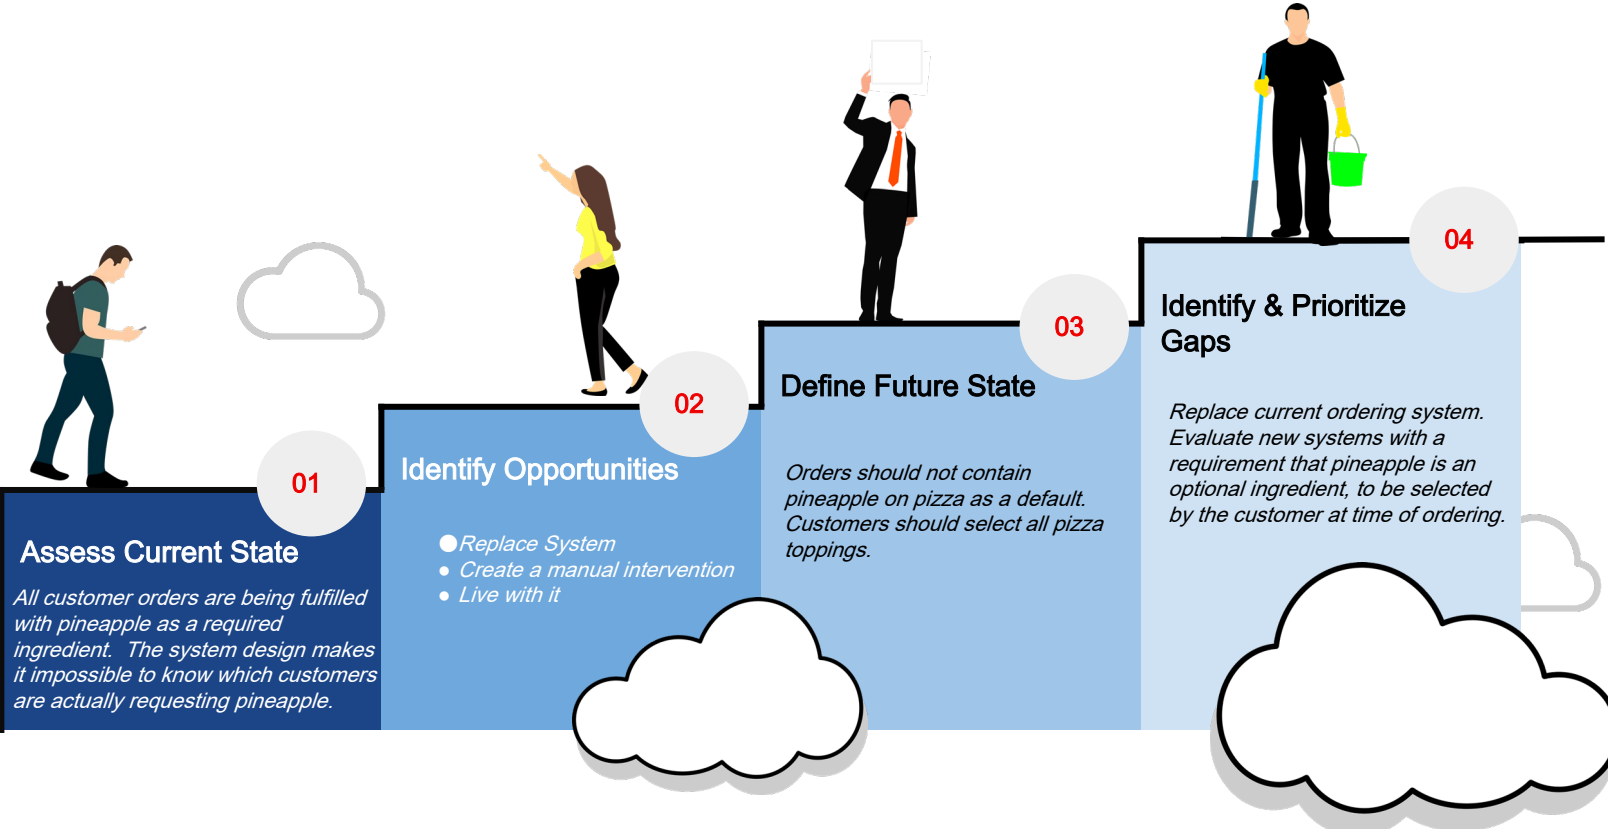 01
Assess Current State
All customer orders are being fulfilled
with pineapple as a required
ingredient.  The system design makes
it impossible to know which customers
are actually requesting pineapple.
02
Identify Opportunities
● Replace System
● Create a manual intervention
● Live with it
03
Define Future State
Orders should not contain
pineapple on pizza as a default.
Customers should select all pizza
toppings.
04
Identify & Prioritize
Gaps
Replace current ordering system.
Evaluate new systems with a
requirement that pineapple is an
optional ingredient, to be selected
by the customer at time of ordering.